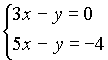 3x − y = 0
5x − y = −4